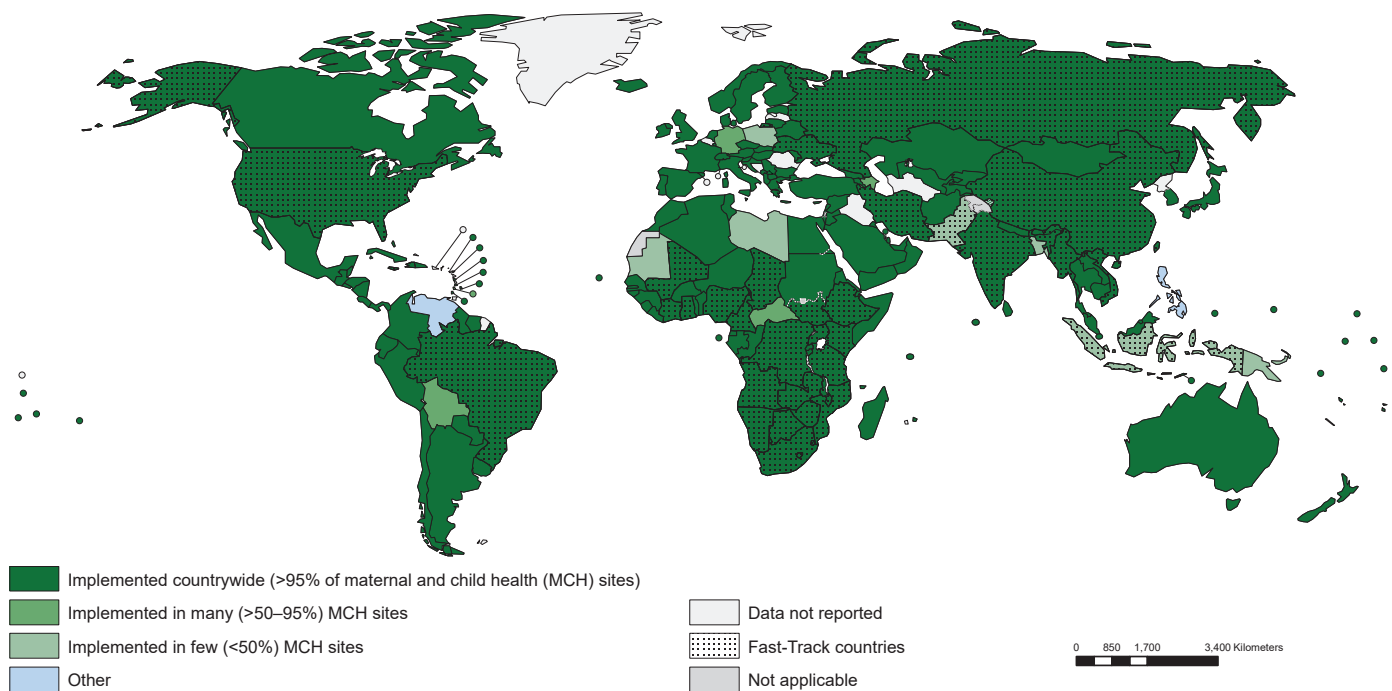 Implemented countrywide (>95% of maternal and child health (MCH) sites)
Implemented in many (>50–95%) MCH sites
Implemented in few (<50%) MCH sites
Other
Data not reported
Fast-Track countries
Not applicable
0 850 1,700 3,400 Kilometers